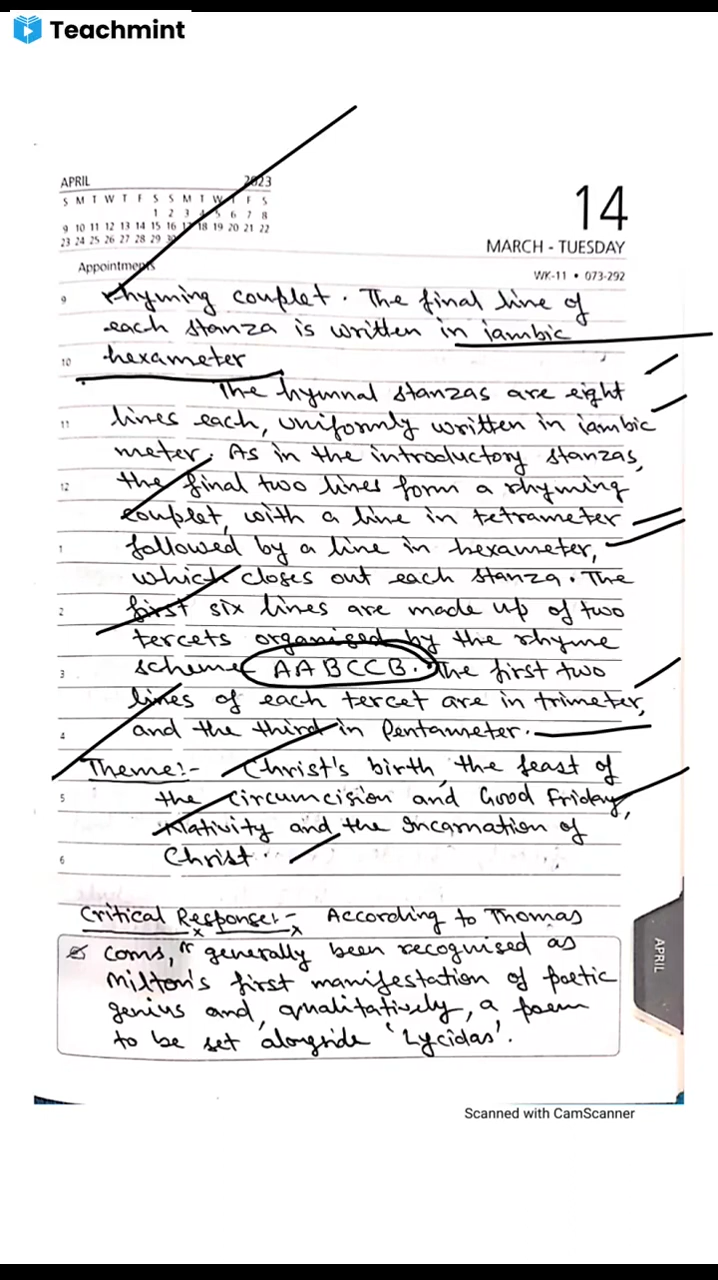 Teachmint
APRIL 2023
S M T W T F S S M T W T F S
1 2 3 4 5 6 7 8
9 10 11 12 13 14 15 16 17 18 19 20 21 22
23 24 25 26 27 28 29 30
14
MARCH - TUESDAY
Appointments
WK-11 • 073-292
9 rhyming couplet. The final line of
each stanza is written in iambic
10 hexameter
The hymnal stanzas are eight
11 lines each, uniformly written in iambic
meter. As in the introductory stanzas,
12 the final two lines form a rhyming
couplet, with a line in tetrameter
1 followed by a line in hexameter,
which closes out each stanza. The
2 first six lines are made up of two
tercets organised by the rhyme
3 scheme AABCCB. The first two
lines of each tercet are in trimeter,
4 and the third in Pentameter.
Theme:- Christ's birth, the feast of
5 the circumcision and Good Friday,
Nativity and the Incarnation of
6 Christ.
Critical Response:- According to Thomas
Corns, " generally been recognised as
Milton's first manifestation of poetic
genius and, qualitatively, a poem
to be set alongside 'Lycidas'.
APRIL
Scanned with CamScanner